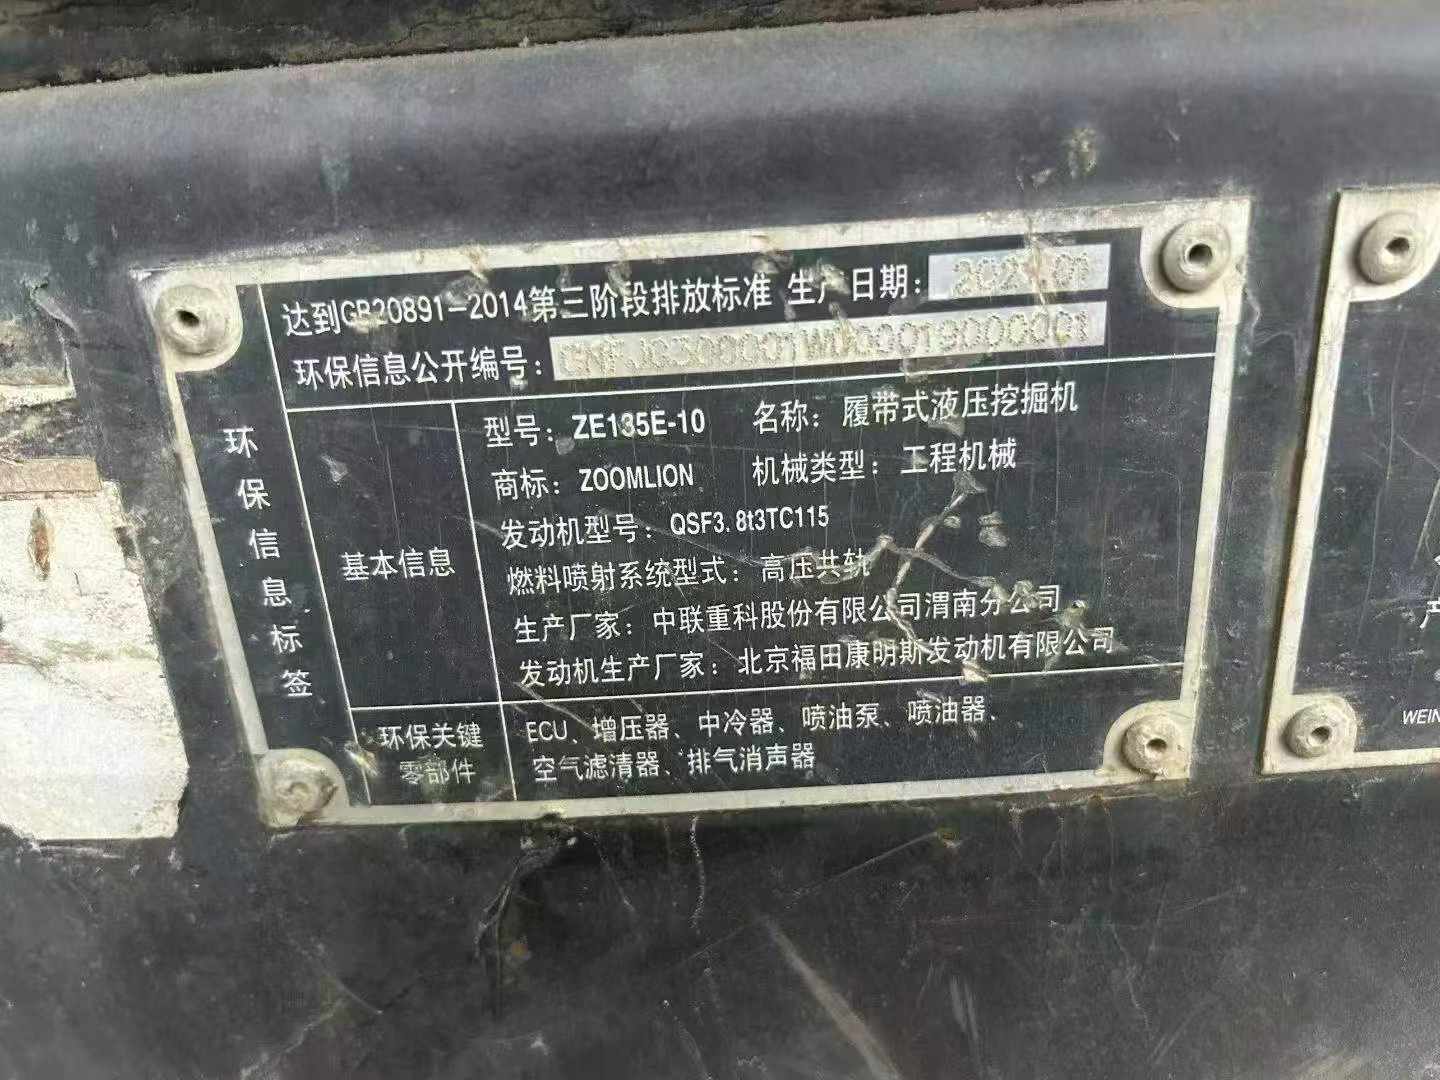 达到GB20891-2014第三阶段排放标准 生产日期:
环保信息公开编号:
环保信息标签
基本信息
型号: ZE135E-10 名称: 履带式液压挖掘机
商标: ZOOMLION 机械类型: 工程机械
发动机型号: QSF3.8t3TC115
燃料喷射系统型式: 高压共轨
生产厂家: 中联重科股份有限公司渭南分公司
发动机生产厂家: 北京福田康明斯发动机有限公司
环保关键
零部件
ECU、增压器、中冷器、喷油泵、喷油器、
空气滤清器、排气消声器
产
WEIN